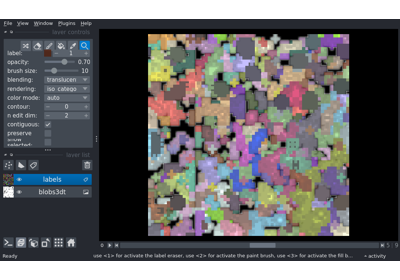 File View Window Plugins Help
layer controls
label: 1
opacity: 0.70
brush size: 10
blending: translucen
rendering: iso_catego
color mode: auto
contour: 0
n edit dim: 2
contiguous:
preserve
selected:
layer list
labels
blobs3dt
Ready
use <1> for activate the label eraser, use <2> for activate the paint brush, use <3> for activate the fill b...
activity